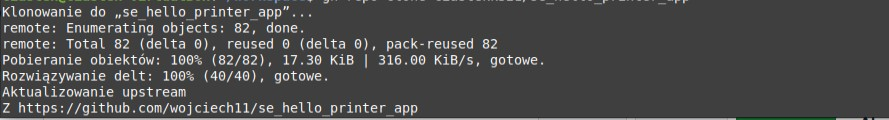 Klonowanie do „se_hello_printer_app”...
remote: Enumerating objects: 82, done.
remote: Total 82 (delta 0), reused 0 (delta 0), pack-reused 82
Pobieranie obiektów: 100% (82/82), 17.30 KiB | 316.00 KiB/s, gotowe.
Rozwiązywanie delt: 100% (40/40), gotowe.
Aktualizowanie upstream
Z https://github.com/wojciech11/se_hello_printer_app